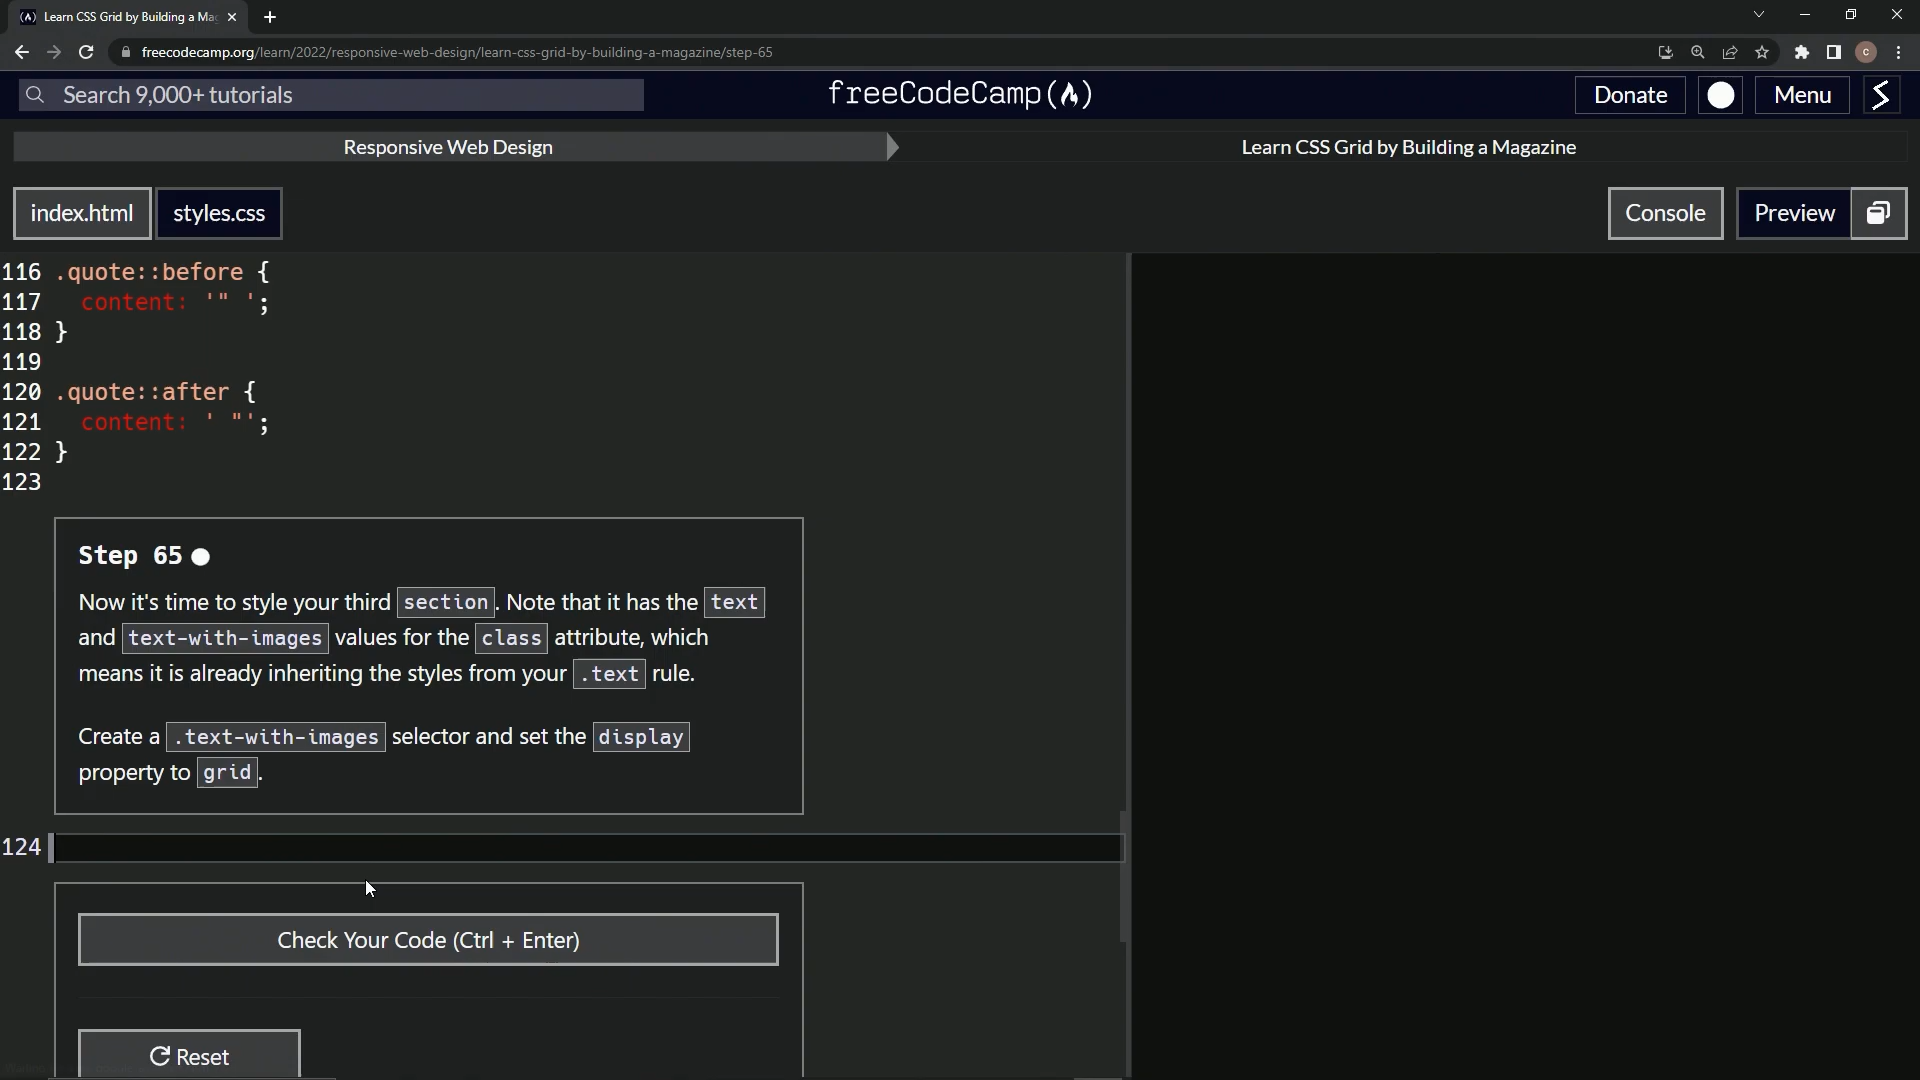 Learn CSS Grid by Building a Ma
freecodecamp.org/learn/2022/responsive-web-design/learn-css-grid-by-building-a-magazine/step-65
C
Search 9,000+ tutorials
freeCodeCamp(🔥)
Donate
Menu
Responsive Web Design
Learn CSS Grid by Building a Magazine
index.html
styles.css
Console
Preview
116 .quote::before {
117   content: '" ';
118 }
119
120 .quote::after {
121   content: ' "';
122 }
123
Step 65
Now it's time to style your third section. Note that it has the text
and text-with-images values for the class attribute, which
means it is already inheriting the styles from your .text rule.
Create a .text-with-images selector and set the display
property to grid.
124
Check Your Code (Ctrl + Enter)
Reset